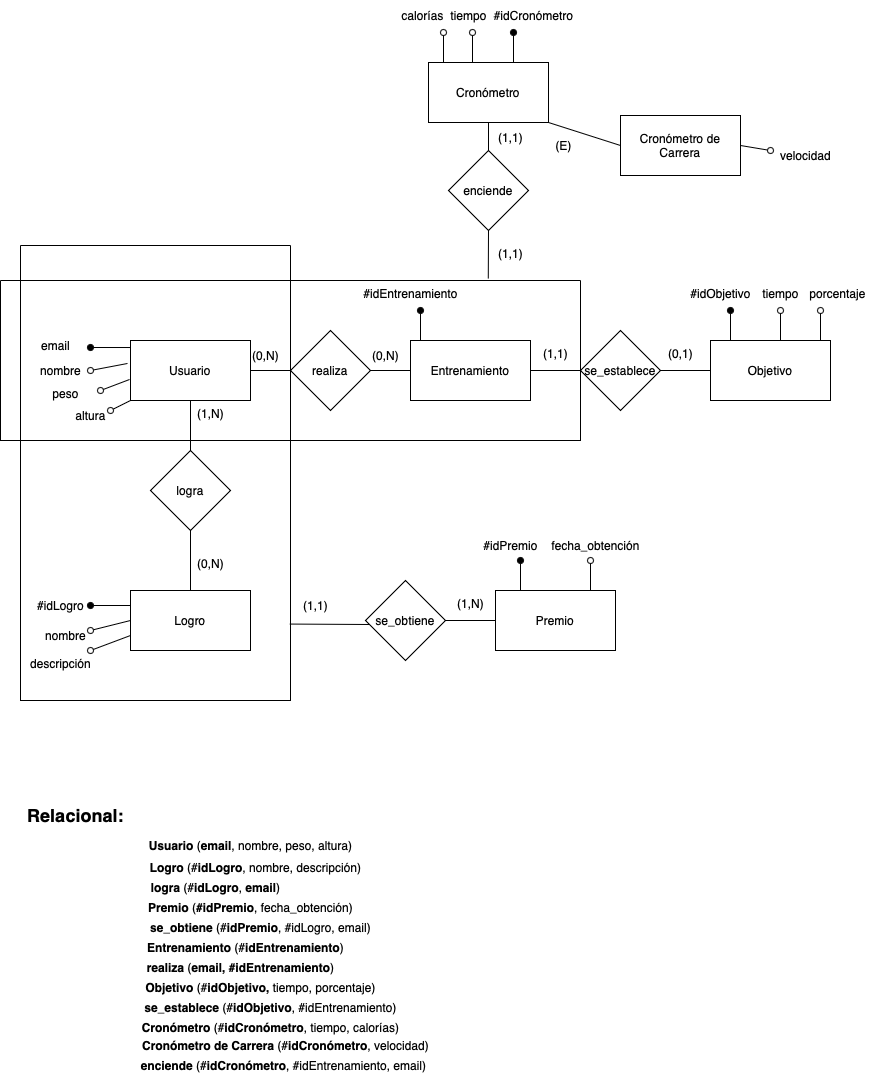 calorías tiempo #idCronómetro
Cronómetro
Cronómetro de
Carrera
velocidad
(1,1)
(E)
enciende
(1,1)
#idEntrenamiento
#idObjetivo tiempo porcentaje
email
nombre
peso
altura
Usuario
(0,N)
realiza
(0,N)
Entrenamiento
(1,1)
se_establece
(0,1)
Objetivo
(1,N)
logra
(0,N)
#idPremio fecha_obtención
#idLogro
nombre
descripción
Logro
(1,1)
se_obtiene
(1,N)
Premio
Relacional:
Usuario (email, nombre, peso, altura)
Logro (#idLogro, nombre, descripción)
logra (#idLogro, email)
Premio (#idPremio, fecha_obtención)
se_obtiene (#idPremio, #idLogro, email)
Entrenamiento (#idEntrenamiento)
realiza (email, #idEntrenamiento)
Objetivo (#idObjetivo, tiempo, porcentaje)
se_establece (#idObjetivo, #idEntrenamiento)
Cronómetro (#idCronómetro, tiempo, calorías)
Cronómetro de Carrera (#idCronómetro, velocidad)
enciende (#idCronómetro, #idEntrenamiento, email)